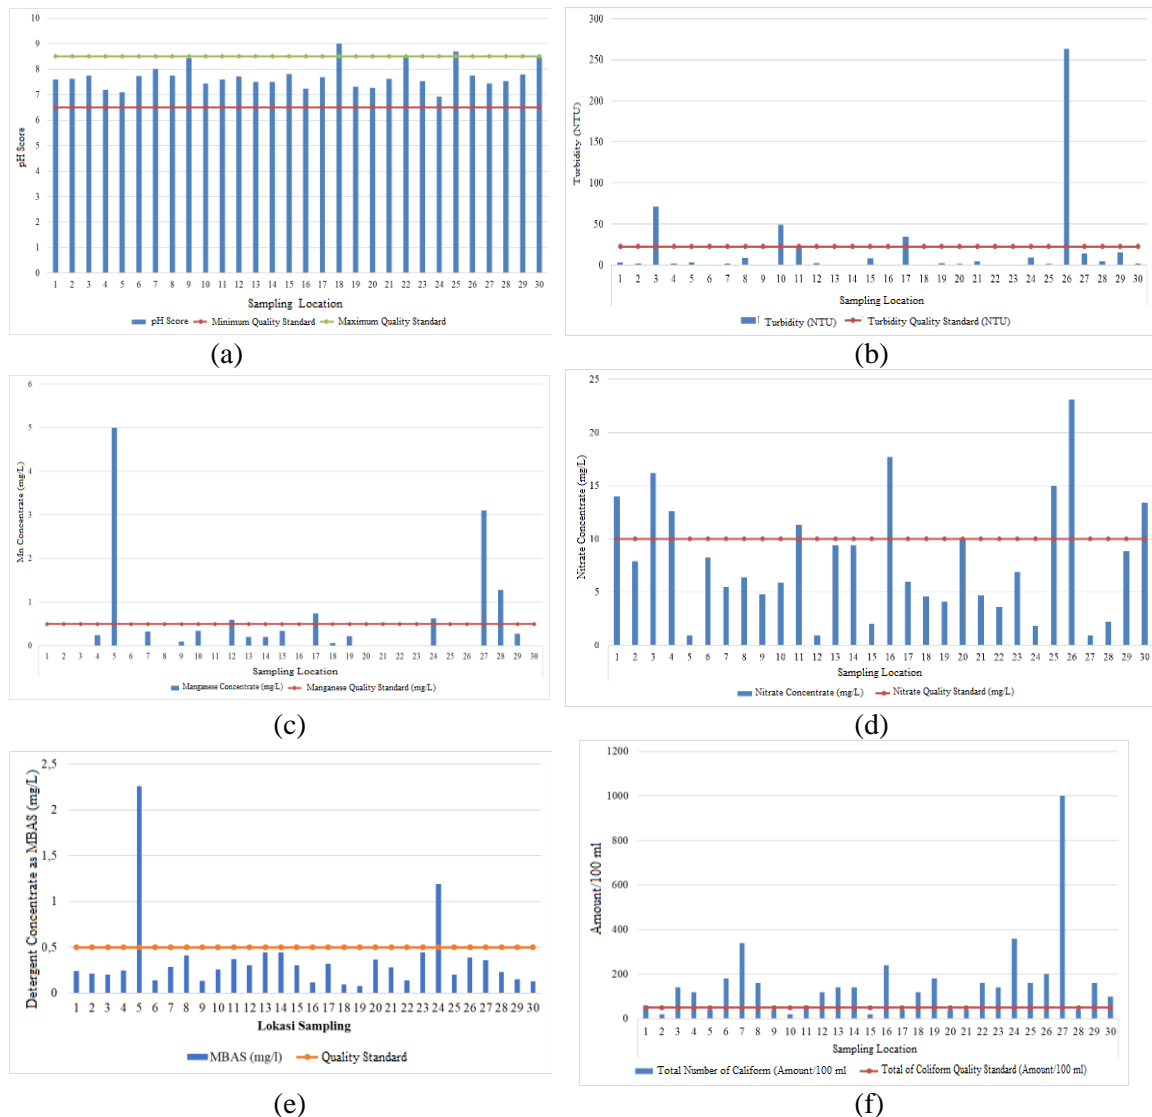 10
9
8
7
6
5
4
3
2
1
0
pH Score
1 2 3 4 5 6 7 8 9 10 11 12 13 14 15 16 17 18 19 20 21 22 23 24 25 26 27 28 29 30
Sampling Location
pH Score Minimum Quality Standard Maximum Quality Standard
(a)
300
250
200
150
100
50
0
Turbidity (NTU)
1 2 3 4 5 6 7 8 9 10 11 12 13 14 15 16 17 18 19 20 21 22 23 24 25 26 27 28 29 30
Sampling Location
Turbidity (NTU) Turbidity Quality Standard (NTU)
(b)
6
5
4
3
2
1
0
Mn Concentrate (mg/L)
1 2 3 4 5 6 7 8 9 10 11 12 13 14 15 16 17 18 19 20 21 22 23 24 25 26 27 28 29 30
Sampling Location
Manganese Concentrate (mg/L) Manganese Quality Standard (mg/L)
(c)
25
20
15
10
5
0
Nitrate Concentrate (mg/L)
1 2 3 4 5 6 7 8 9 10 11 12 13 14 15 16 17 18 19 20 21 22 23 24 25 26 27 28 29 30
Sampling Location
Nitrate Concentrate (mg/L) Nitrate Quality Standard (mg/L)
(d)
2,5
2
1,5
1
0,5
0
Detergent Concentrate as MBAS (mg/L)
1 2 3 4 5 6 7 8 9 10 11 12 13 14 15 16 17 18 19 20 21 22 23 24 25 26 27 28 29 30
Lokasi Sampling
MBAS (mg/l) Quality Standard
(e)
1200
1000
800
600
400
200
0
Amount/100 ml
1 2 3 4 5 6 7 8 9 10 11 12 13 14 15 16 17 18 19 20 21 22 23 24 25 26 27 28 29 30
Sampling Location
Total Number of Caliform (Amount/100 ml Total of Coliform Quality Standard (Amount/100 ml)
(f)